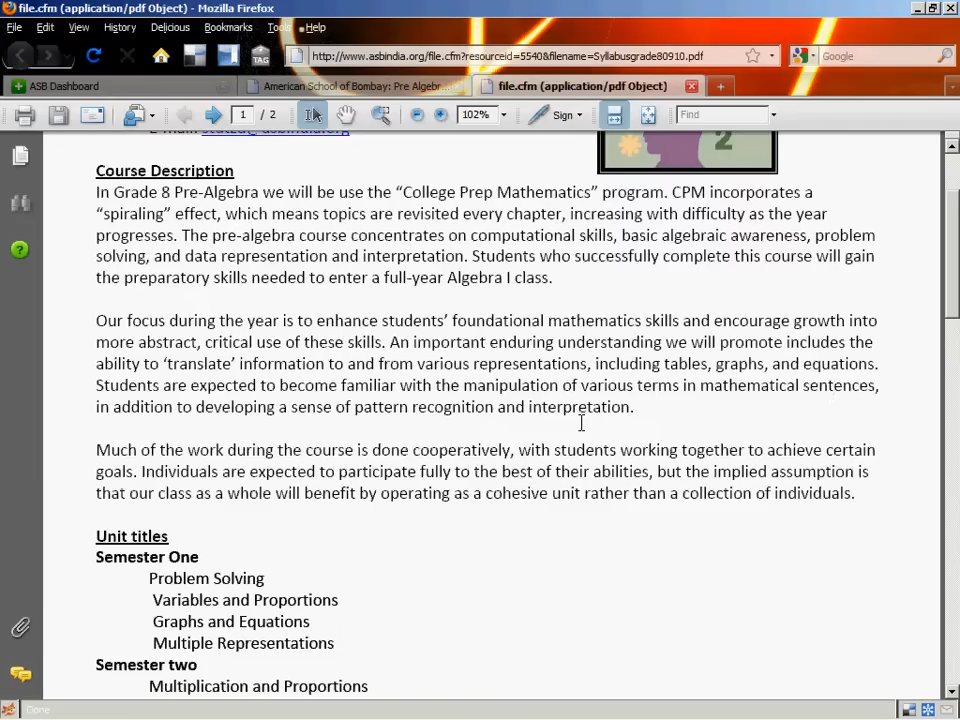 file.cfm (application/pdf Object) - Mozilla Firefox
File Edit View History Delicious Bookmarks Tools Help
TAG http://www.asbindia.org/file.cfm?resourceid=5540&filename=Syllabusgrade80910.pdf Google
ASB Dashboard American School of Bombay: Pre Algebr... file.cfm (application/pdf Object)
1 / 2 102% Sign Find
2
Course Description
In Grade 8 Pre-Algebra we will be use the “College Prep Mathematics” program. CPM incorporates a
“spiraling” effect, which means topics are revisited every chapter, increasing with difficulty as the year
progresses. The pre-algebra course concentrates on computational skills, basic algebraic awareness, problem
solving, and data representation and interpretation. Students who successfully complete this course will gain
the preparatory skills needed to enter a full-year Algebra I class.
Our focus during the year is to enhance students’ foundational mathematics skills and encourage growth into
more abstract, critical use of these skills. An important enduring understanding we will promote includes the
ability to ‘translate’ information to and from various representations, including tables, graphs, and equations.
Students are expected to become familiar with the manipulation of various terms in mathematical sentences,
in addition to developing a sense of pattern recognition and interpretation.
Much of the work during the course is done cooperatively, with students working together to achieve certain
goals. Individuals are expected to participate fully to the best of their abilities, but the implied assumption is
that our class as a whole will benefit by operating as a cohesive unit rather than a collection of individuals.
Unit titles
Semester One
Problem Solving
Variables and Proportions
Graphs and Equations
Multiple Representations
Semester two
Multiplication and Proportions
Done